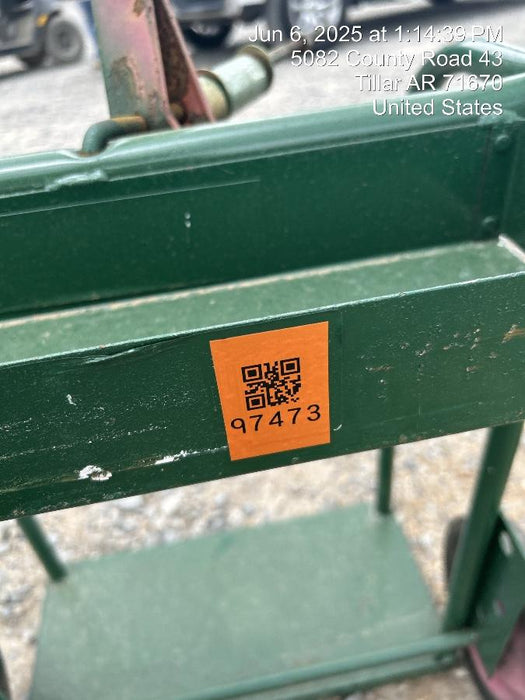 Jun 6, 2025 at 1:14:39 PM
5082 County Road 43
Tillar AR 71670
United States
97473